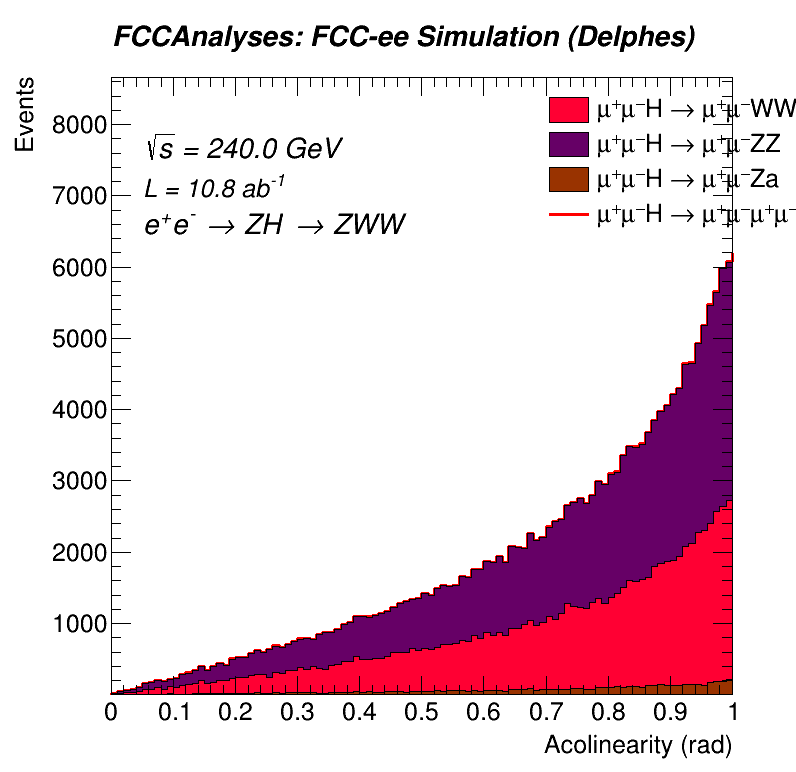 FCCAnalyses: FCC-ee Simulation (Delphes)
Events
8000
7000
6000
5000
4000
3000
2000
1000
√s = 240.0 GeV
L = 10.8 ab⁻¹
e⁺e⁻ → ZH → ZWW
μ⁺μ⁻H → μ⁺μ⁻WW
μ⁺μ⁻H → μ⁺μ⁻ZZ
μ⁺μ⁻H → μ⁺μ⁻Za
μ⁺μ⁻H → μ⁺μ⁻μ⁺μ⁻
0 0.1 0.2 0.3 0.4 0.5 0.6 0.7 0.8 0.9 1
Acolinearity (rad)